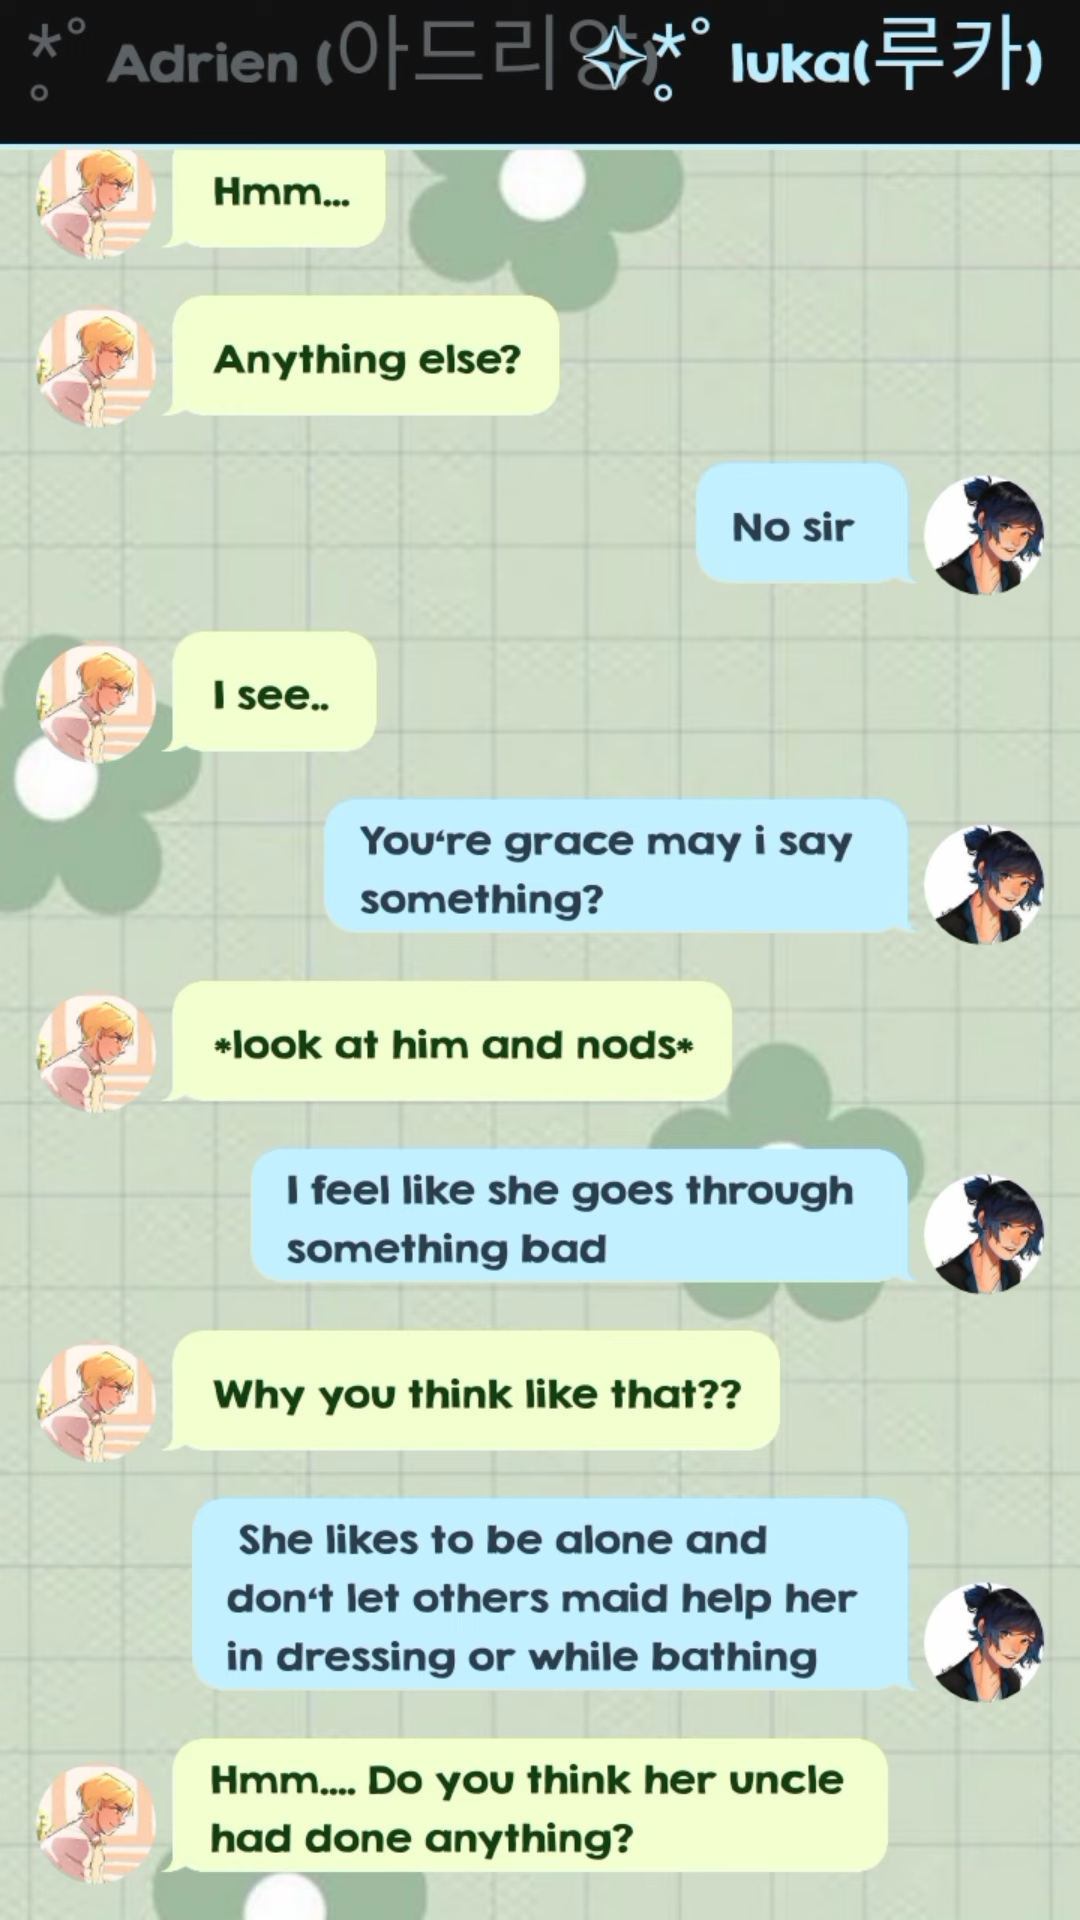 Adrien (아드리앙)
luka(루카)
Hmm...
Anything else?
No sir
I see..
You‘re grace may i say
something?
*look at him and nods*
I feel like she goes through
something bad
Why you think like that??
She likes to be alone and
don‘t let others maid help her
in dressing or while bathing
Hmm.... Do you think her uncle
had done anything?